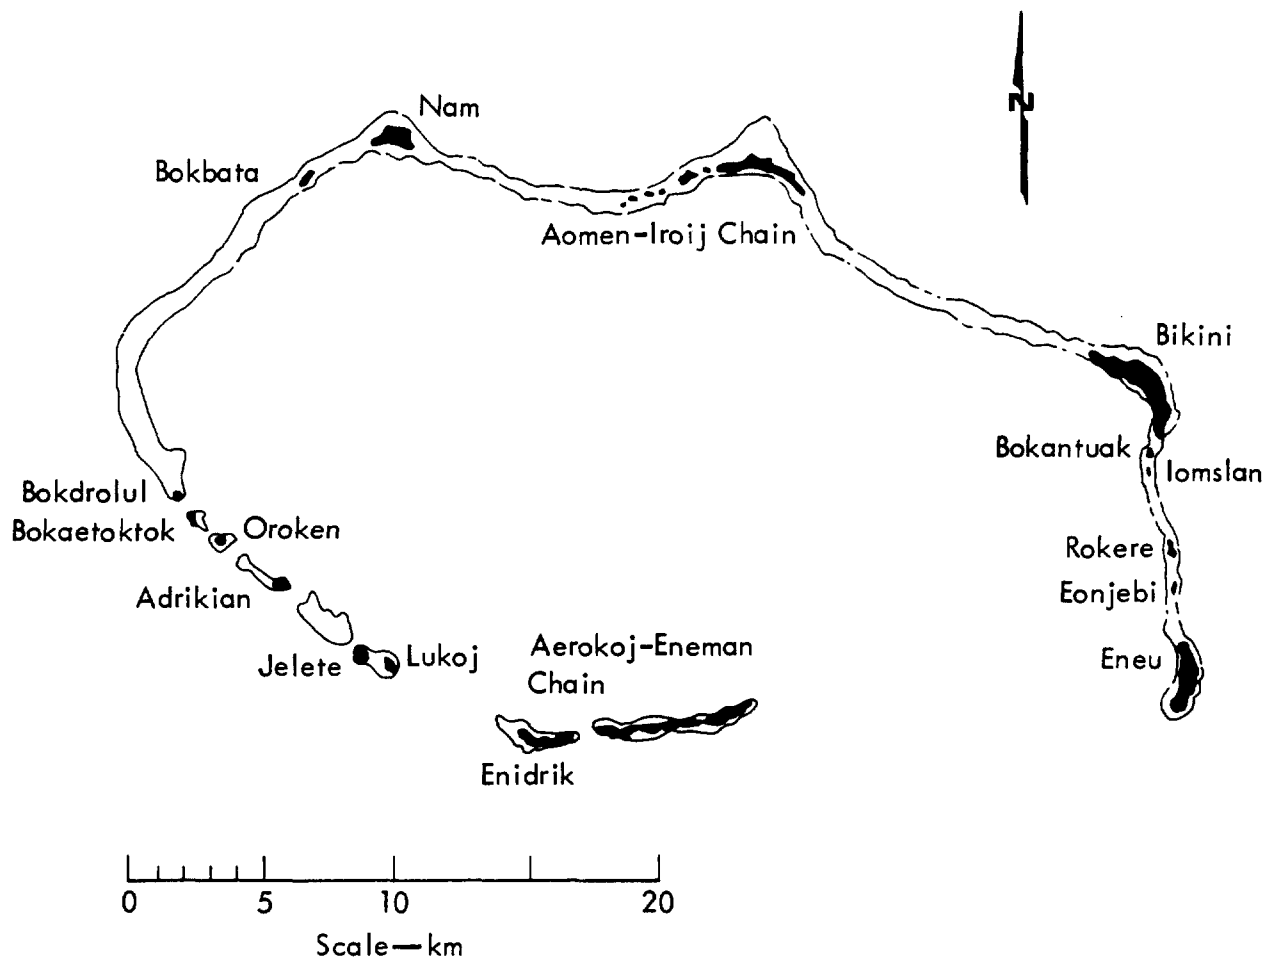 N
Nam
Bokbata
Aomen-Iroij Chain
Bikini
Bokantuak
Iomslan
Bokdrolul
Bokaetoktok
Oroken
Rokere
Adrikian
Eonjebi
Jelete
Lukoj
Aerokoj-Eneman
Chain
Eneu
Enidrik
0 5 10 20
Scale—km